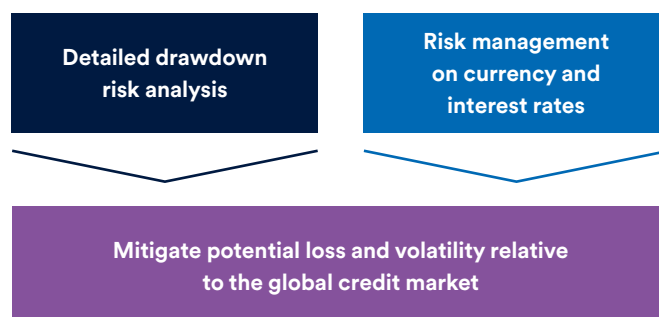 Detailed drawdown
risk analysis
Risk management
on currency and
interest rates
Mitigate potential loss and volatility relative
to the global credit market